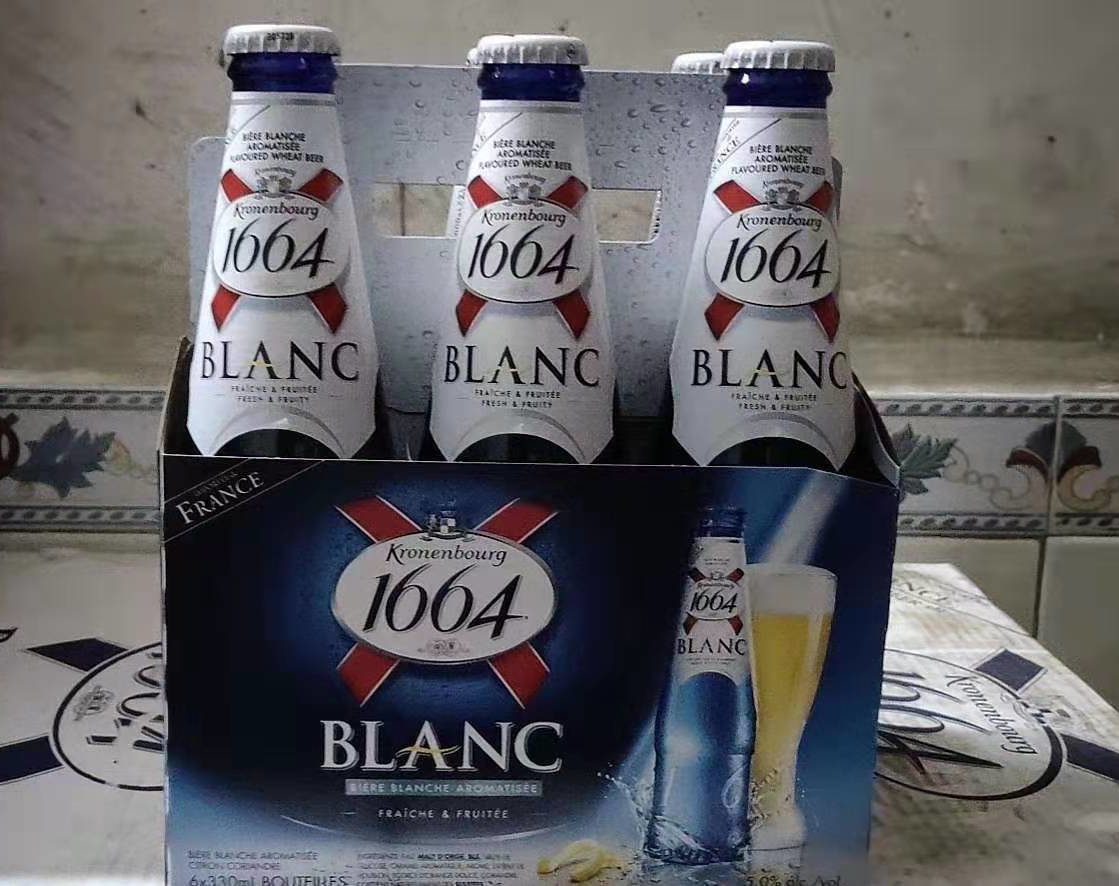 BIÈRE BLANCHE
AROMATISÉE
FLAVOURED WHEAT BEER
Kronenbourg
1664
BLANC
FRAÎCHE & FRUITÉE
FRESH & FRUITY
BIÈRE BLANCHE
AROMATISÉE
FLAVOURED WHEAT BEER
Kronenbourg
1664
BLANC
FRAÎCHE & FRUITÉE
FRESH & FRUITY
BIÈRE BLANCHE
AROMATISÉE
FLAVOURED WHEAT BEER
Kronenbourg
1664
BLANC
FRAÎCHE & FRUITÉE
FRESH & FRUITY
FRANCE
Kronenbourg
1664
BLANC
BIÈRE BLANCHE AROMATISÉE
FRAÎCHE & FRUITÉE
1664
BLANC
BIÈRE BLANCHE AROMATISÉE
CITRON CORIANDRE
6x330mL BOUTEILLES
5.0% alc./vol
Kronenbourg
1664